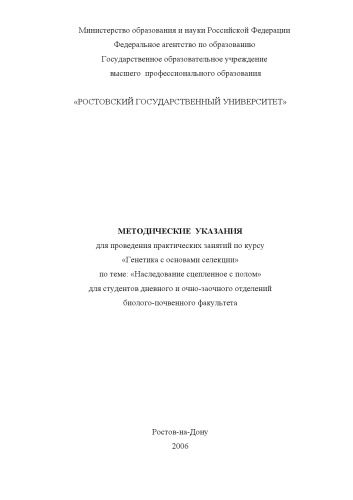 Министерство образования и науки Российской Федерации
Федеральное агентство по образованию
Государственное образовательное учреждение
высшего профессионального образования
«РОСТОВСКИЙ ГОСУДАРСТВЕННЫЙ УНИВЕРСИТЕТ»
МЕТОДИЧЕСКИЕ УКАЗАНИЯ
для проведения практических занятий по курсу
«Генетика с основами селекции»
по теме: «Наследование сцепленное с полом»
для студентов дневного и очно-заочного отделений
биолого-почвенного факультета
Ростов-на-Дону
2006